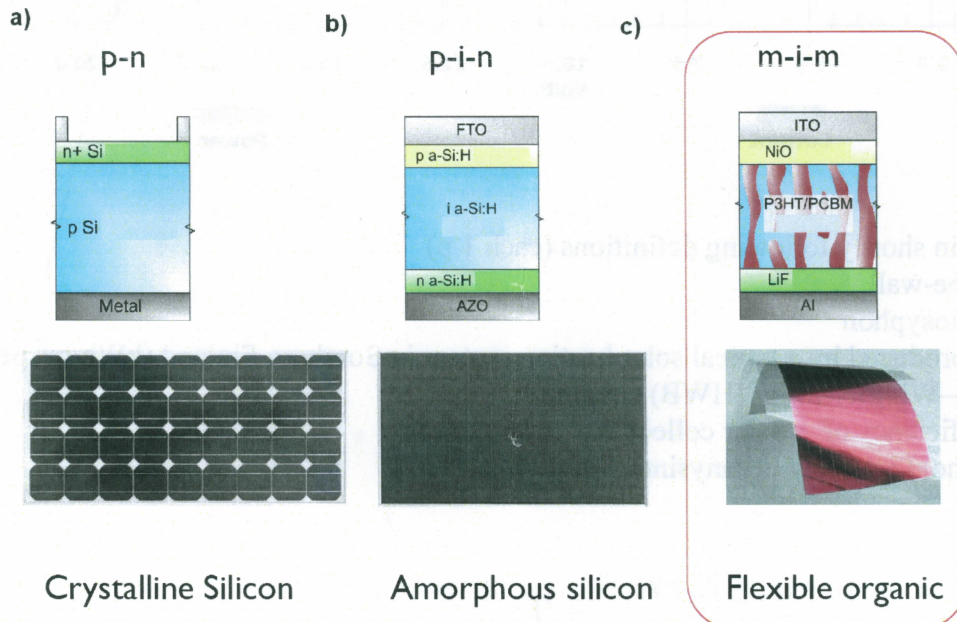 a)
p-n
n+ Si
p Si
Metal
Crystalline Silicon
b)
p-i-n
FTO
p a-Si:H
i a-Si:H
n a-Si:H
AZO
Amorphous silicon
c)
m-i-m
ITO
NiO
P3HT/PCBM
LiF
Al
Flexible organic